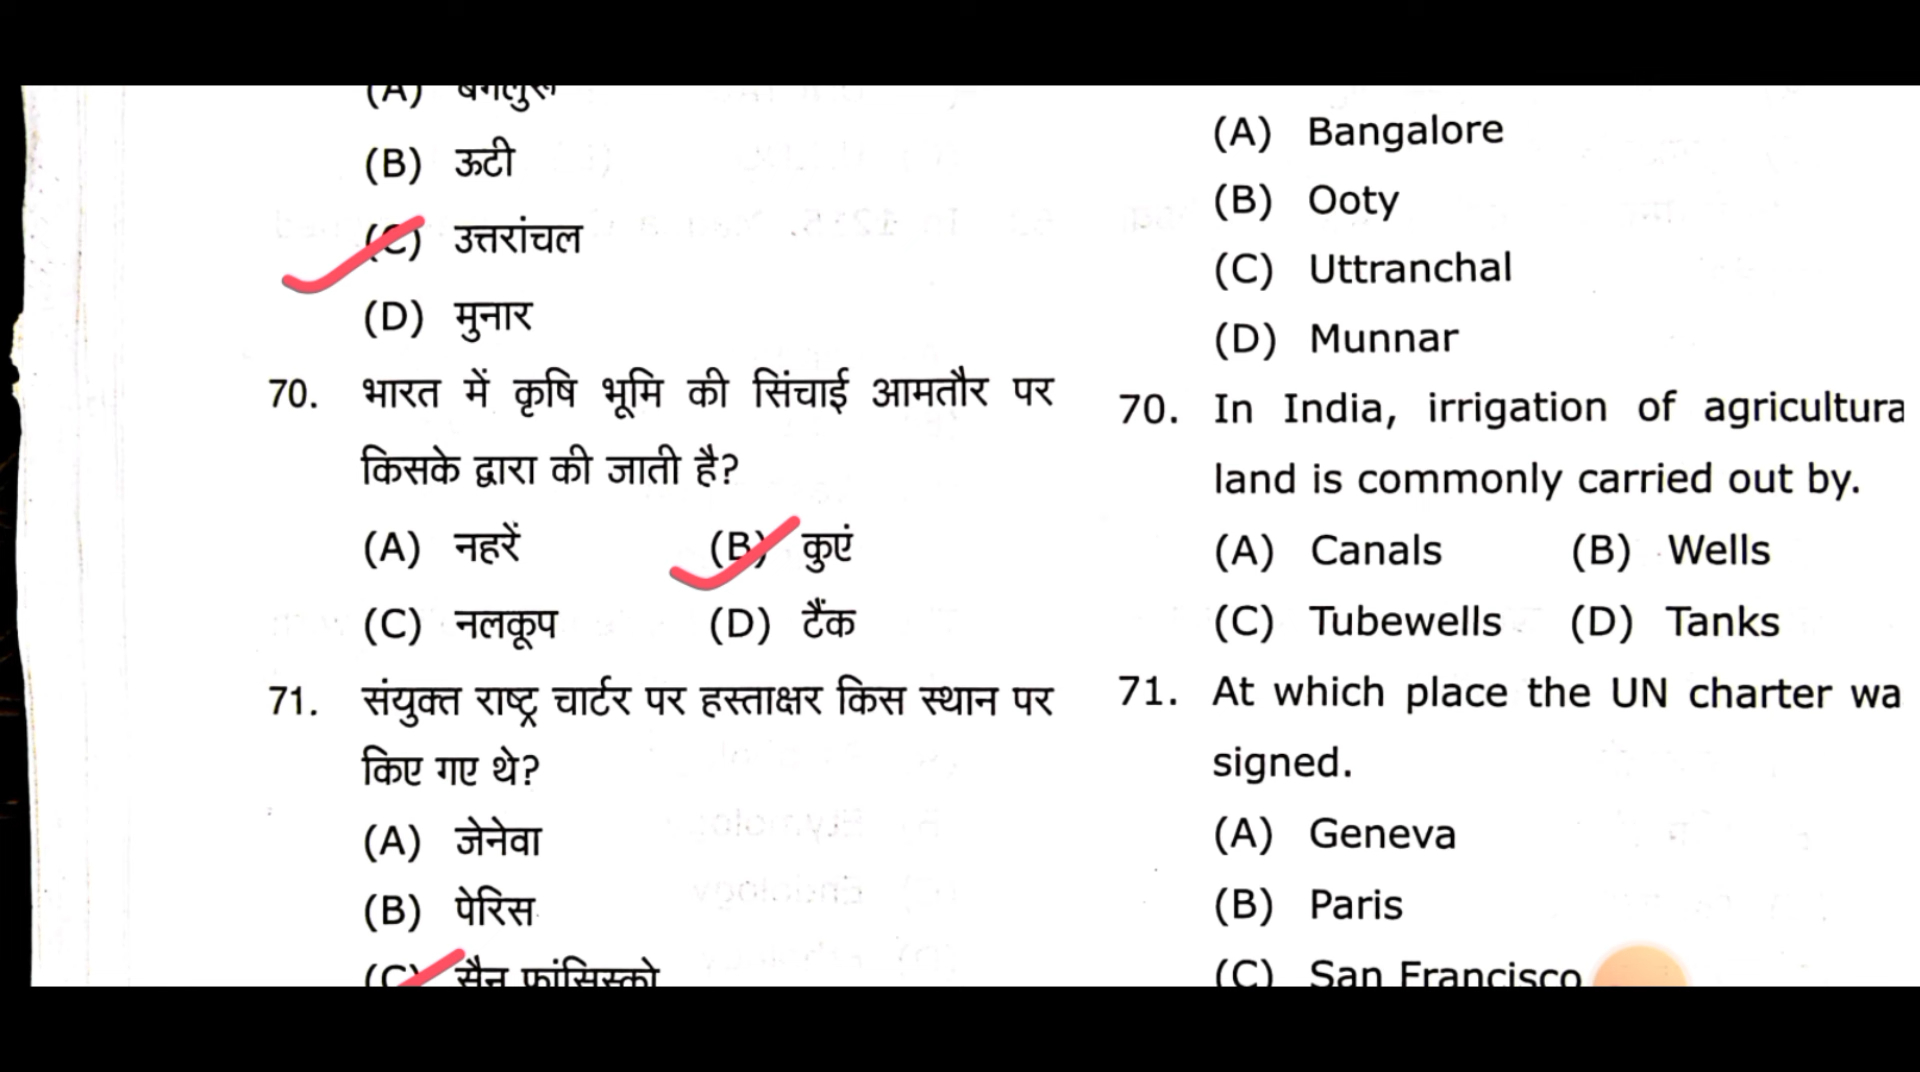 (A) बेंगलुरू
(B) ऊटी
(C) उत्तरांचल
(D) मुनार
70. भारत में कृषि भूमि की सिंचाई आमतौर पर
किसके द्वारा की जाती है?
(A) नहरें (B) कुएं
(C) नलकूप (D) टैंक
71. संयुक्त राष्ट्र चार्टर पर हस्ताक्षर किस स्थान पर
किए गए थे?
(A) जेनेवा
(B) पेरिस
(C) सैन फ्रांसिस्को
(A) Bangalore
(B) Ooty
(C) Uttranchal
(D) Munnar
70. In India, irrigation of agricultura
land is commonly carried out by.
(A) Canals (B) Wells
(C) Tubewells (D) Tanks
71. At which place the UN charter wa
signed.
(A) Geneva
(B) Paris
(C) San Francisco